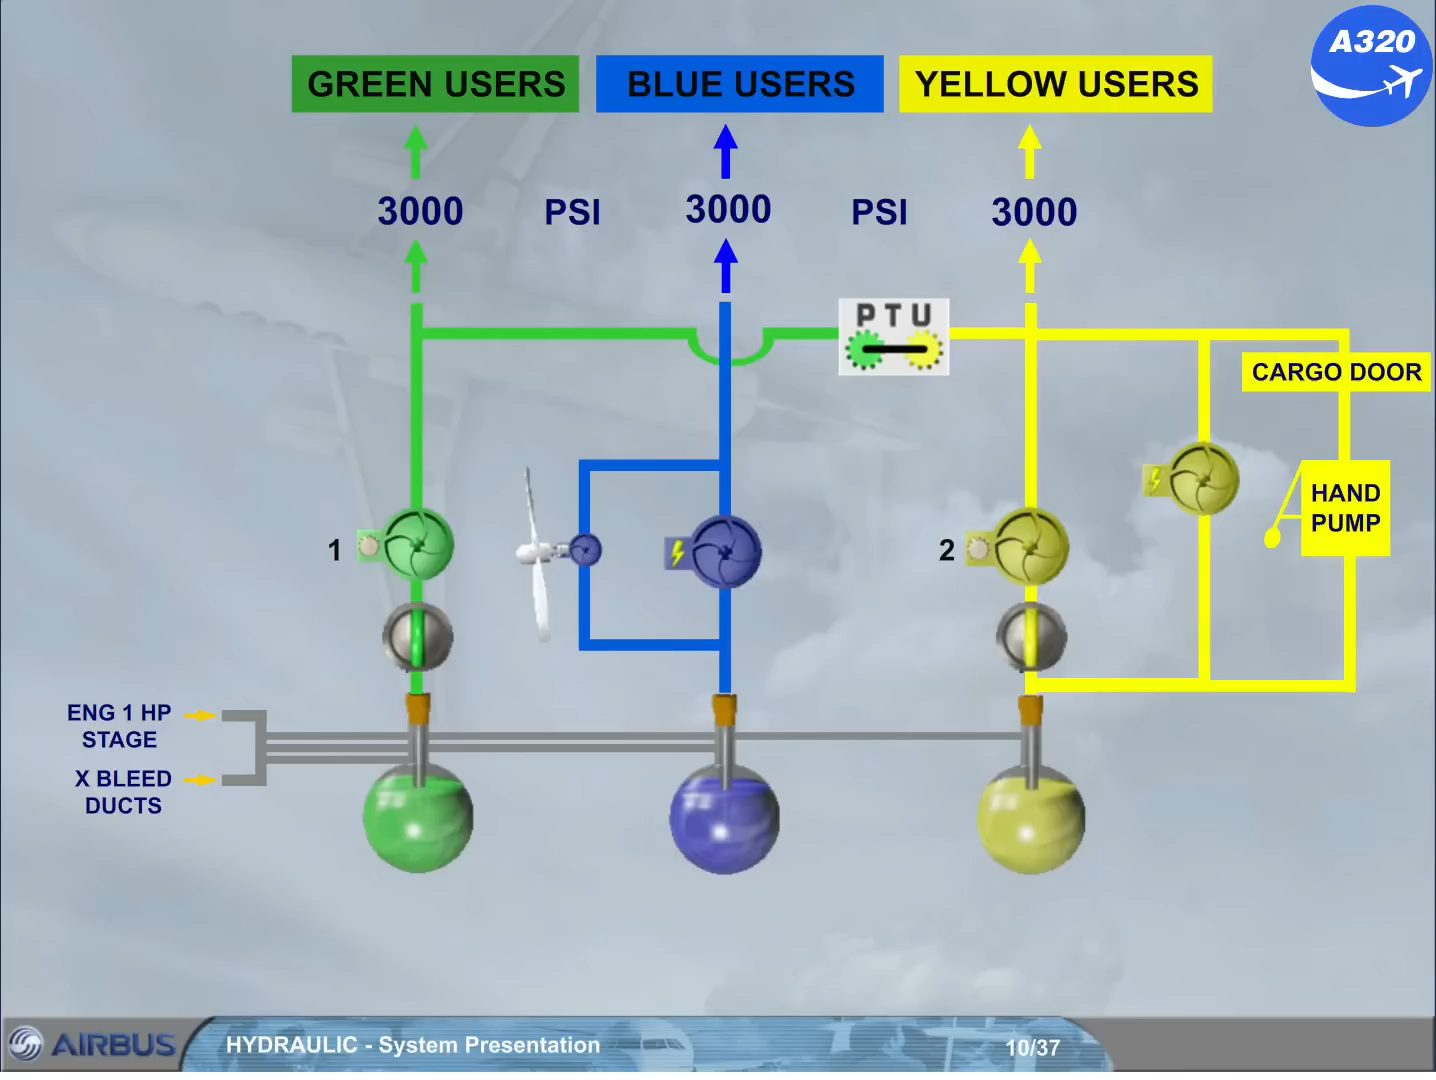 A320
GREEN USERS
BLUE USERS
YELLOW USERS
3000
PSI
3000
PSI
3000
PTU
CARGO DOOR
HAND
PUMP
1
2
ENG 1 HP
STAGE
X BLEED
DUCTS
AIRBUS
HYDRAULIC - System Presentation
10/37